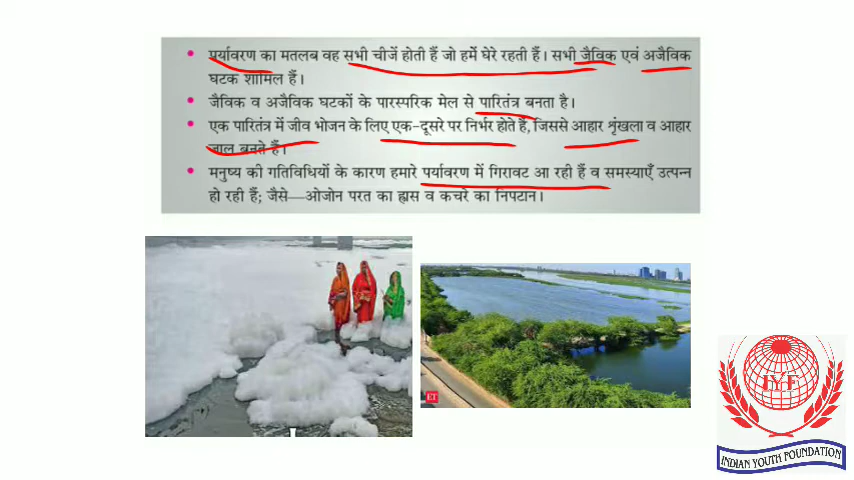 • पर्यावरण का मतलब वह सभी चीजें होती हैं जो हमें घेरे रहती हैं। सभी जैविक एवं अजैविक
घटक शामिल हैं।
• जैविक व अजैविक घटकों के पारस्परिक मेल से पारितंत्र बनता है।
• एक पारितंत्र में जीव भोजन के लिए एक-दूसरे पर निर्भर होते हैं, जिससे आहार शृंखला व आहार
जाल बनते हैं।
• मनुष्य की गतिविधियों के कारण हमारे पर्यावरण में गिरावट आ रही हैं व समस्याएँ उत्पन्न
हो रही हैं; जैसे—ओजोन परत का ह्रास व कचरे का निपटान।
ET
IYF
INDIAN YOUTH FOUNDATION